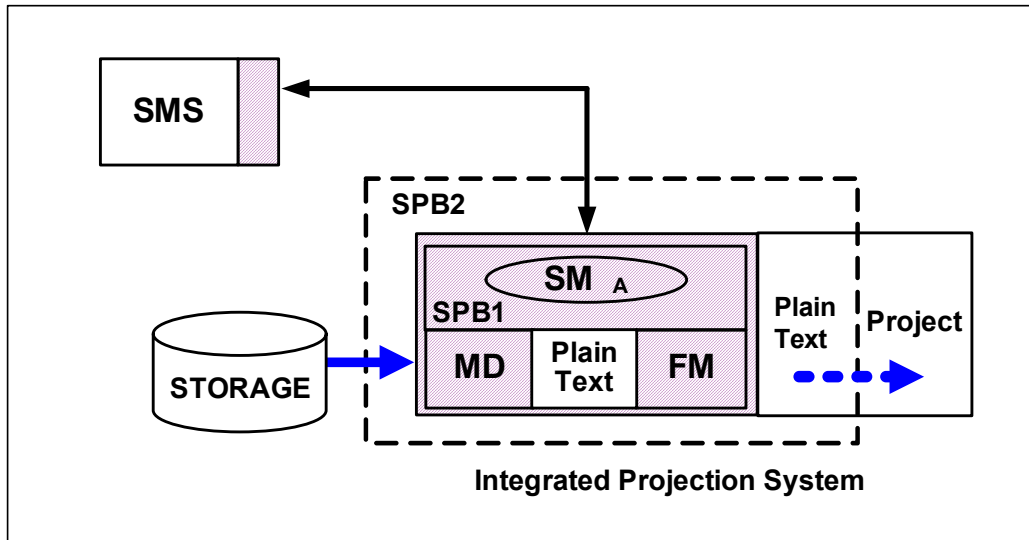 SMS
SPB2
SM A
SPB1
MD
Plain
Text
FM
Plain
Text
Project
STORAGE
Integrated Projection System